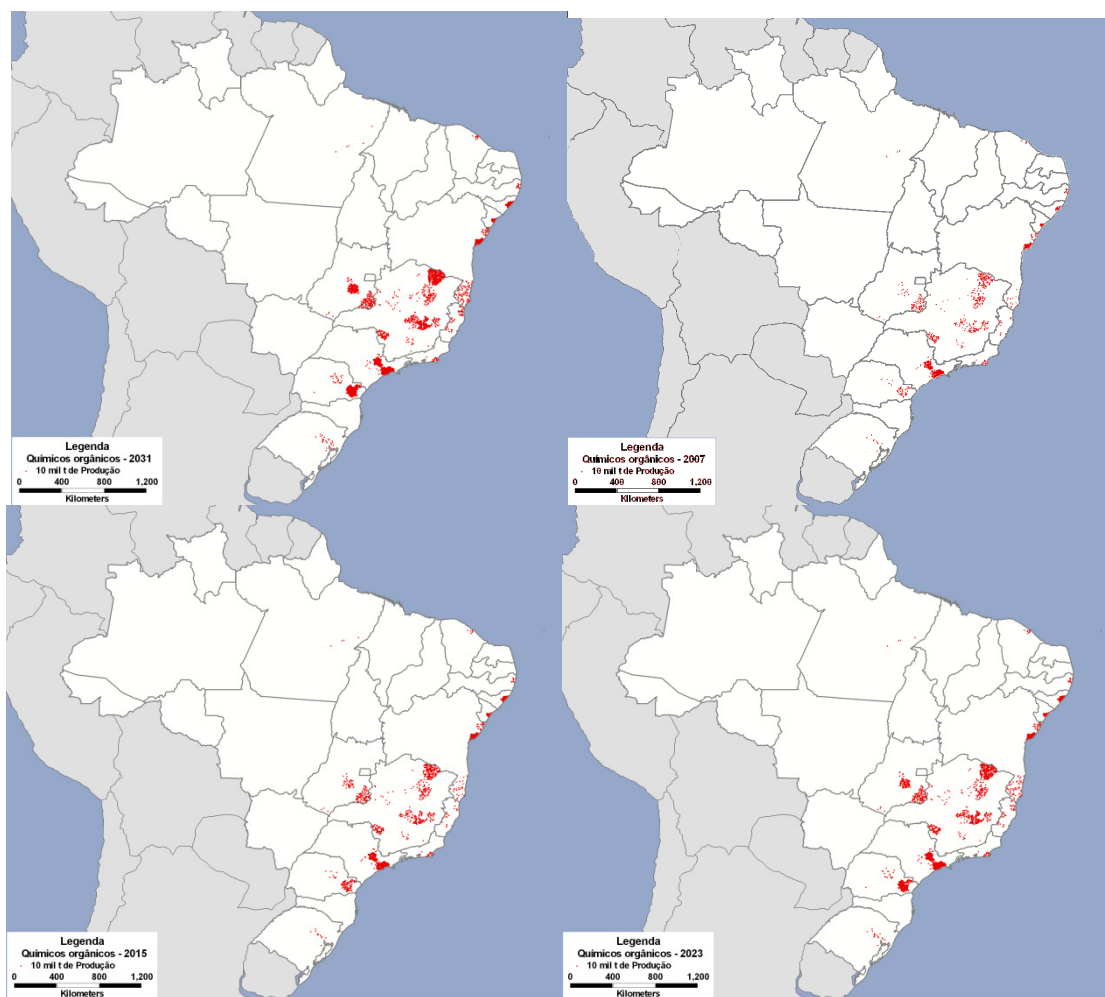 Legenda
Químicos orgânicos - 2031
10 mil t de Produção
0 400 800 1,200
Kilometers
Legenda
Químicos orgânicos - 2007
10 mil t de Produção
0 400 800 1,200
Kilometers
Legenda
Químicos orgânicos - 2015
10 mil t de Produção
0 400 800 1,200
Kilometers
Legenda
Químicos orgânicos - 2023
10 mil t de Produção
0 400 800 1,200
Kilometers